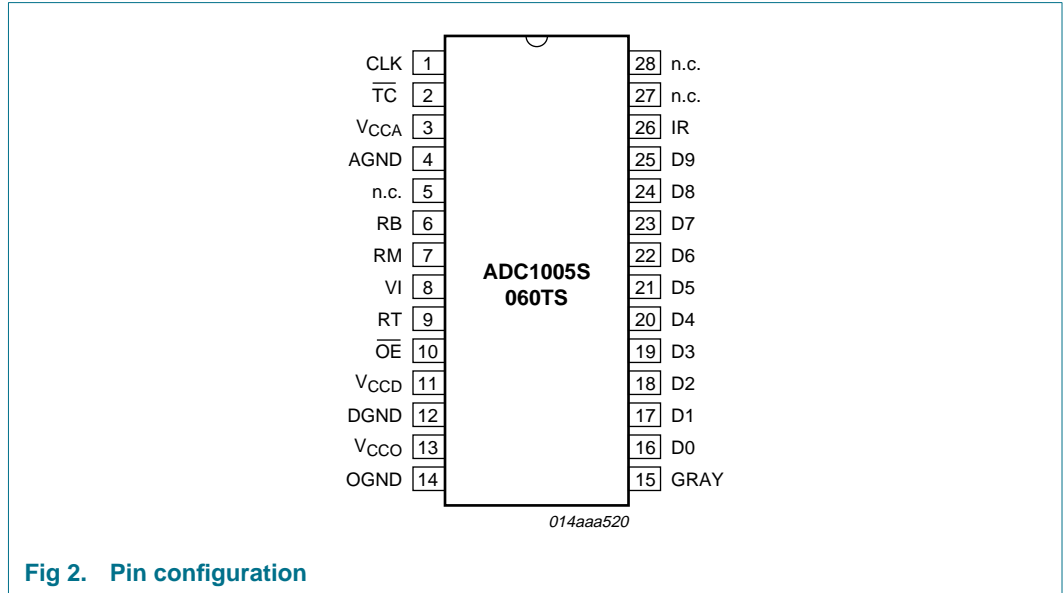 CLK 1 28 n.c.
TC 2 27 n.c.
VCCA 3 26 IR
AGND 4 25 D9
n.c. 5 24 D8
RB 6 23 D7
RM 7 22 D6
VI 8 21 D5
RT 9 20 D4
OE 10 19 D3
VCCD 11 18 D2
DGND 12 17 D1
VCCO 13 16 D0
OGND 14 15 GRAY
ADC1005S
060TS
014aaa520
Fig 2. Pin configuration